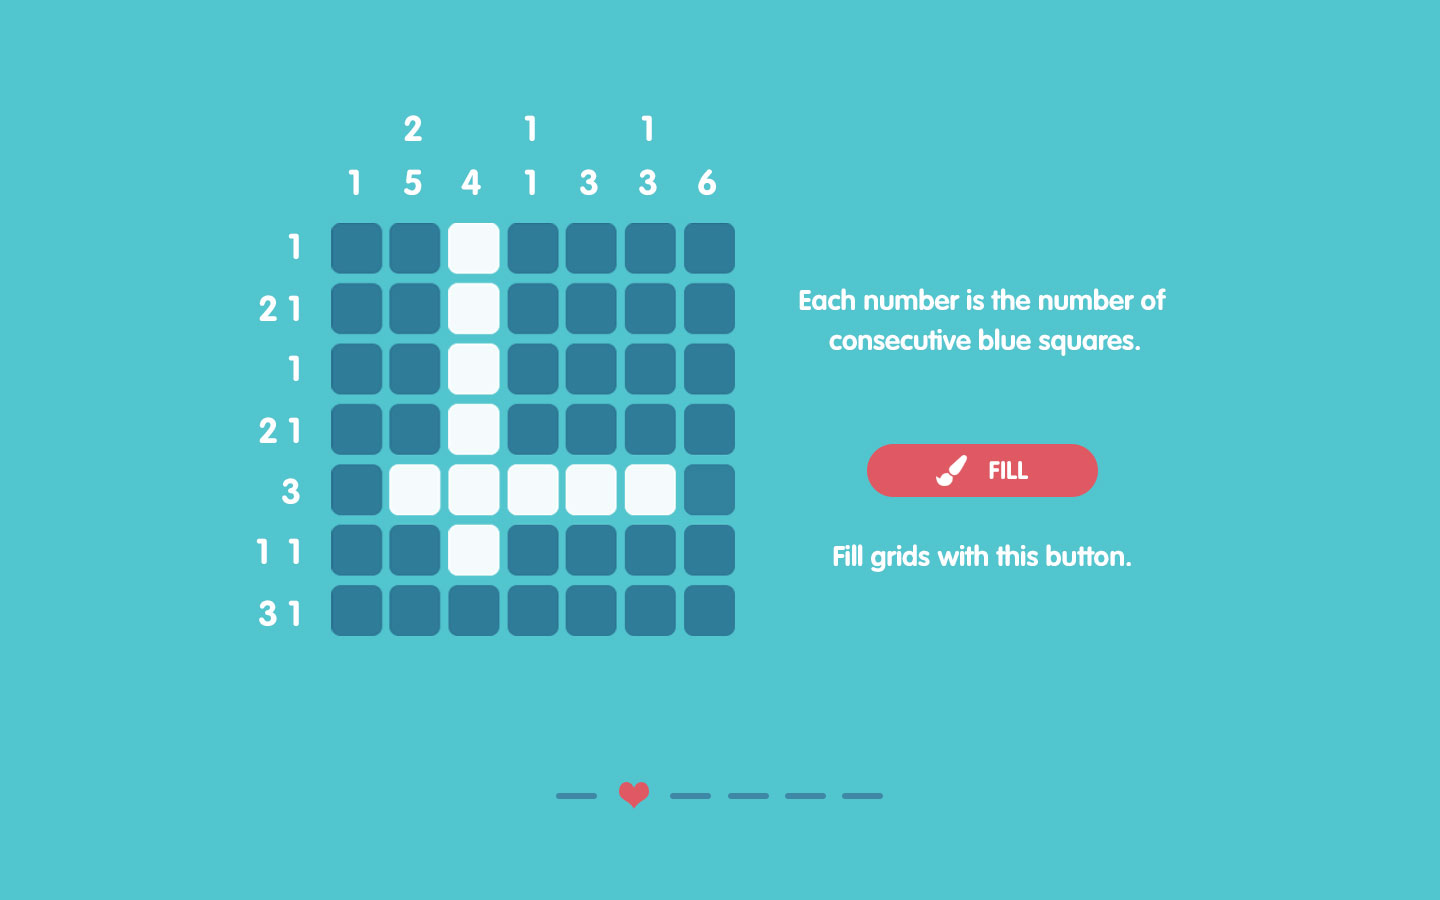 2 1 1
1 5 4 1 3 3 6
1
2 1
1
2 1
3
1 1
3 1
Each number is the number of
consecutive blue squares.
FILL
Fill grids with this button.